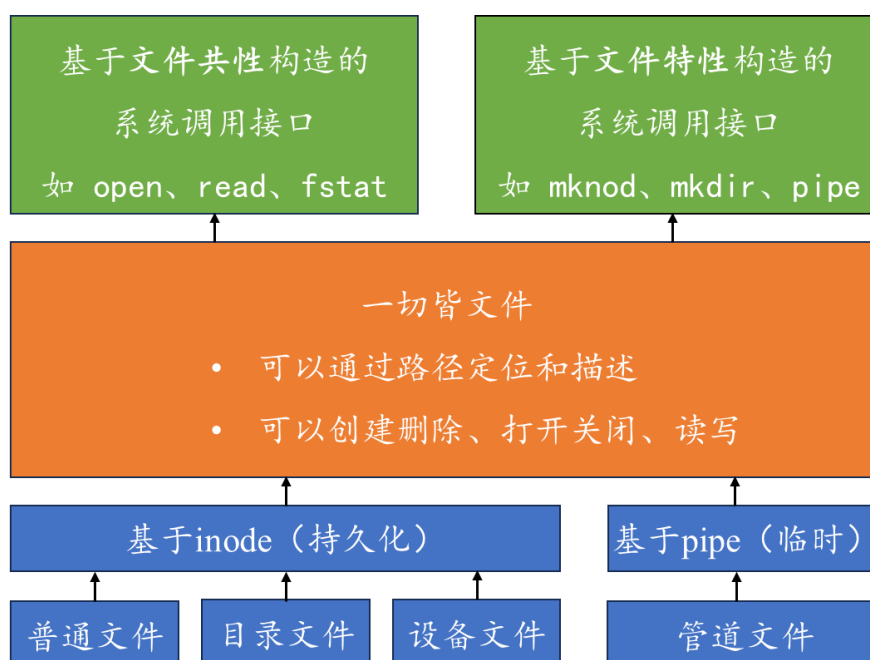 基于文件共性构造的
系统调用接口
如 open、read、fstat
基于文件特性构造的
系统调用接口
如 mknod、mkdir、pipe
一切皆文件
• 可以通过路径定位和描述
• 可以创建删除、打开关闭、读写
基于inode（持久化）
基于pipe（临时）
普通文件
目录文件
设备文件
管道文件